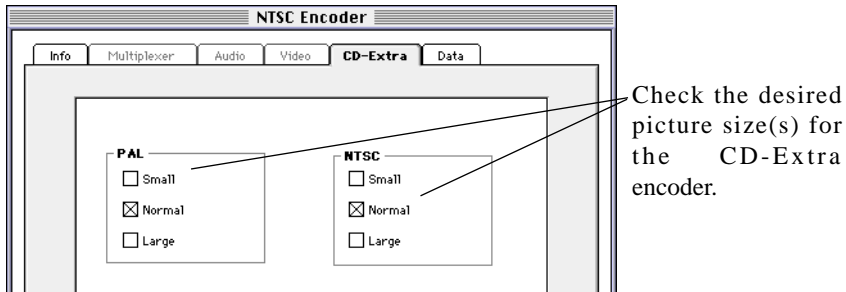 NTSC Encoder
Info Multiplexer Audio Video CD-Extra Data
PAL
Small
Normal
Large
NTSC
Small
Normal
Large
Check the desired
picture size(s) for
the CD-Extra
encoder.